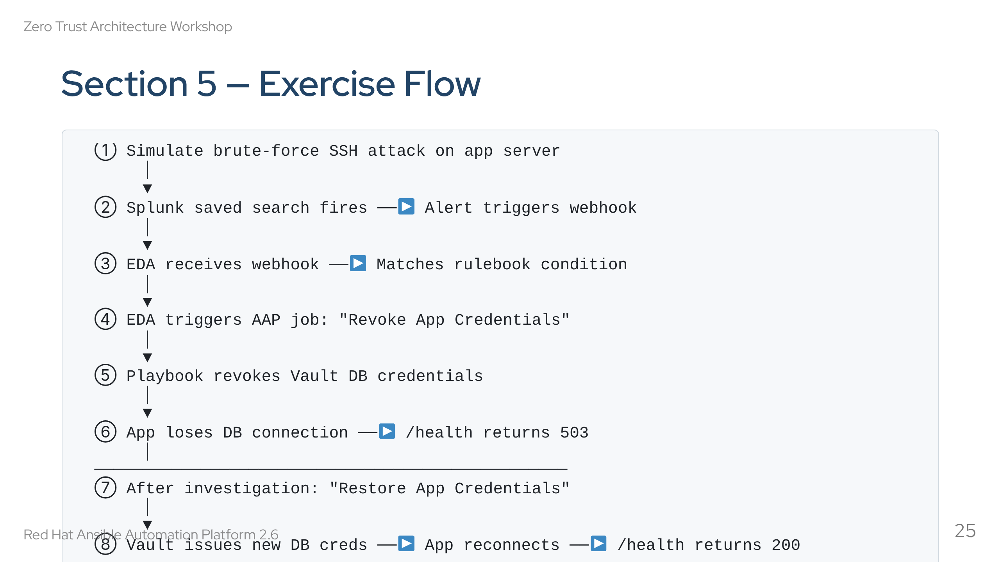 Zero Trust Architecture Workshop
Section 5 – Exercise Flow
① Simulate brute-force SSH attack on app server
│
▼
② Splunk saved search fires ──▶ Alert triggers webhook
│
▼
③ EDA receives webhook ──▶ Matches rulebook condition
│
▼
④ EDA triggers AAP job: "Revoke App Credentials"
│
▼
⑤ Playbook revokes Vault DB credentials
│
▼
⑥ App loses DB connection ──▶ /health returns 503
│
─────────────────────────────────────────────────
⑦ After investigation: "Restore App Credentials"
│
▼
⑧ Vault issues new DB creds ──▶ App reconnects ──▶ /health returns 200
Red Hat Ansible Automation Platform 2.6
25